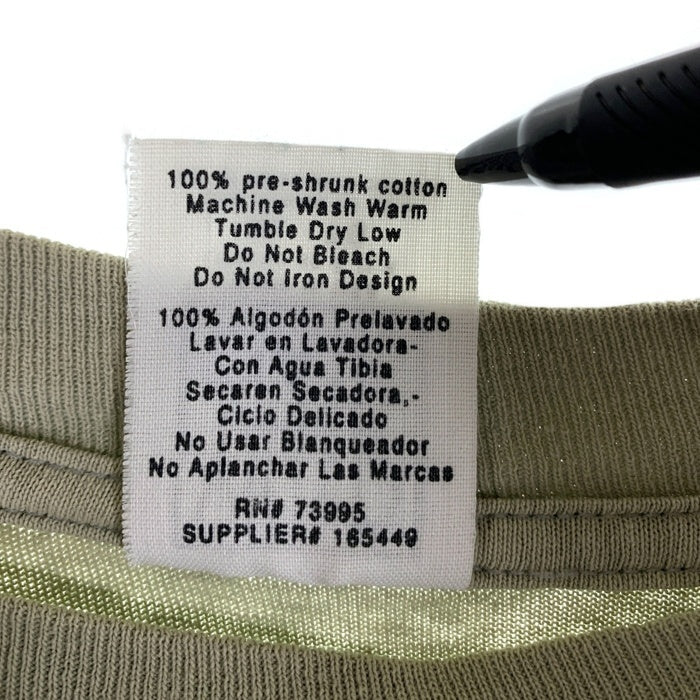 100% pre-shrunk cotton
Machine Wash Warm
Tumble Dry Low
Do Not Bleach
Do Not Iron Design
100% Algodón Prelavado
Lavar en Lavadora-
Con Agua Tibia
Secaren Secadora,-
Ciclo Delicado
No Usar Blanqueador
No Aplanchar Las Marcas
RN# 73995
SUPPLIER# 165449